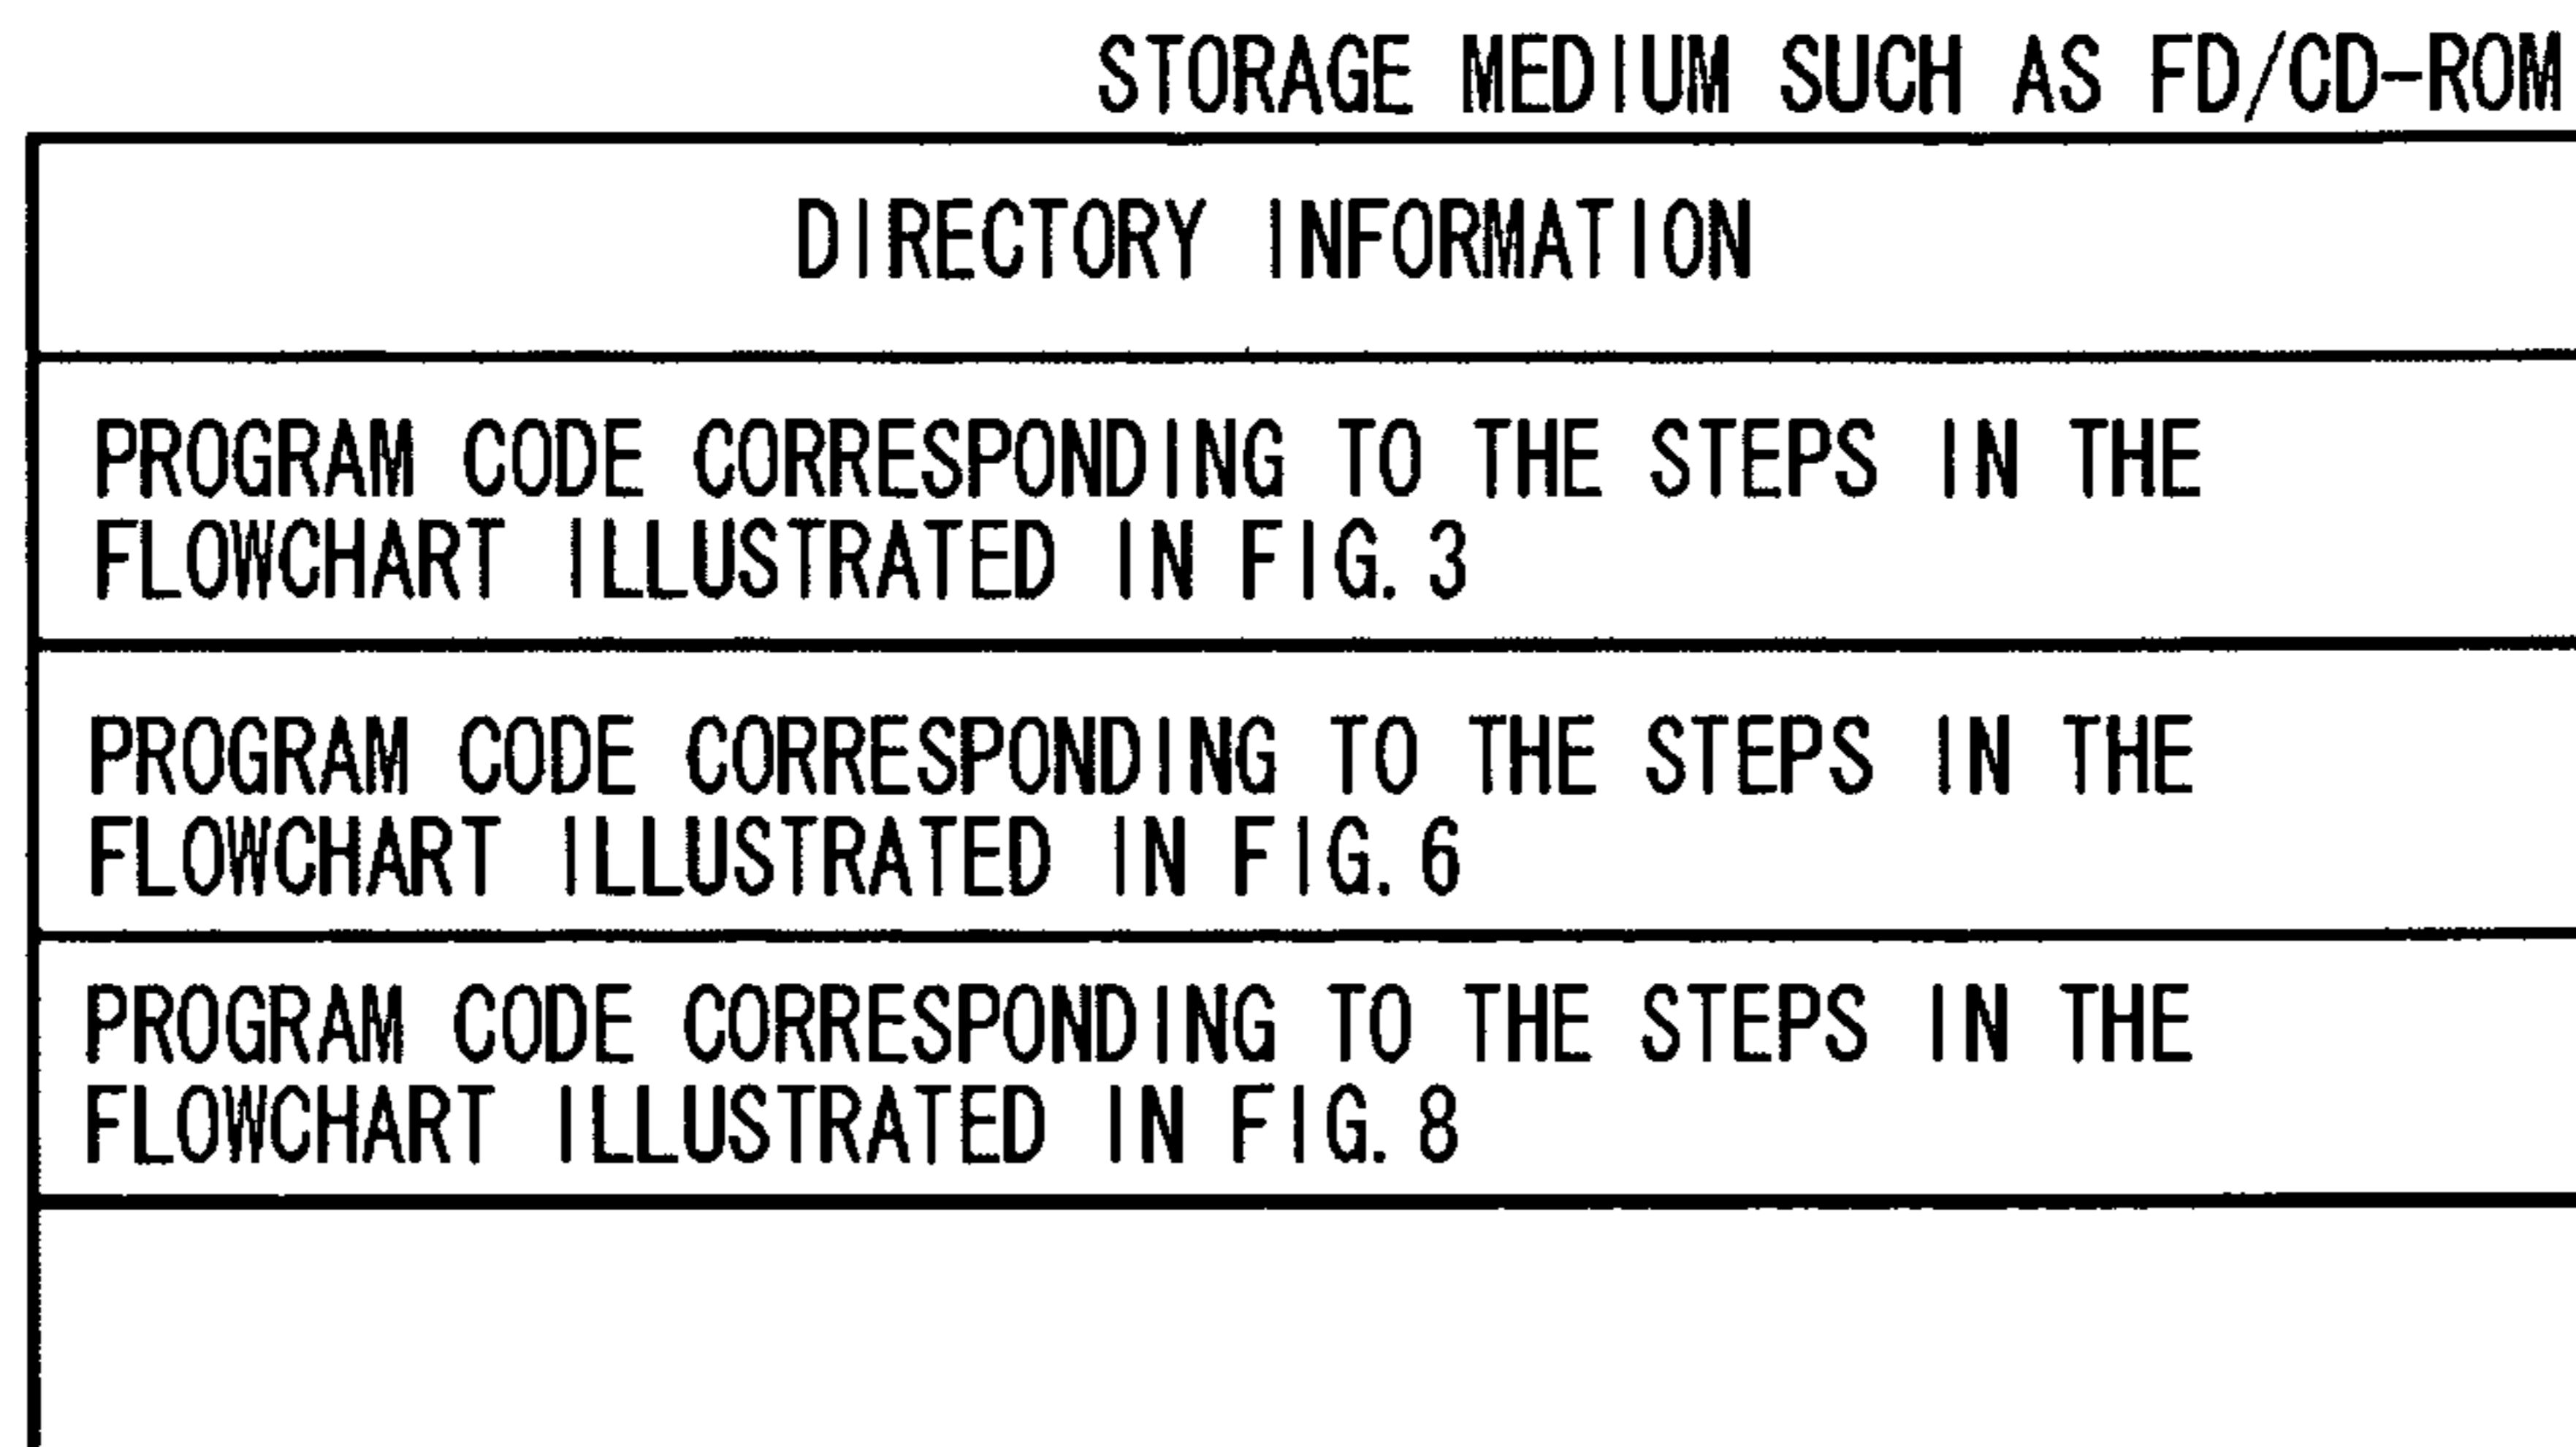 STORAGE MEDIUM SUCH AS FD/CD-ROM
DIRECTORY INFORMATION
PROGRAM CODE CORRESPONDING TO THE STEPS IN THE
FLOWCHART ILLUSTRATED IN FIG. 3
PROGRAM CODE CORRESPONDING TO THE STEPS IN THE
FLOWCHART ILLUSTRATED IN FIG. 6
PROGRAM CODE CORRESPONDING TO THE STEPS IN THE
FLOWCHART ILLUSTRATED IN FIG. 8